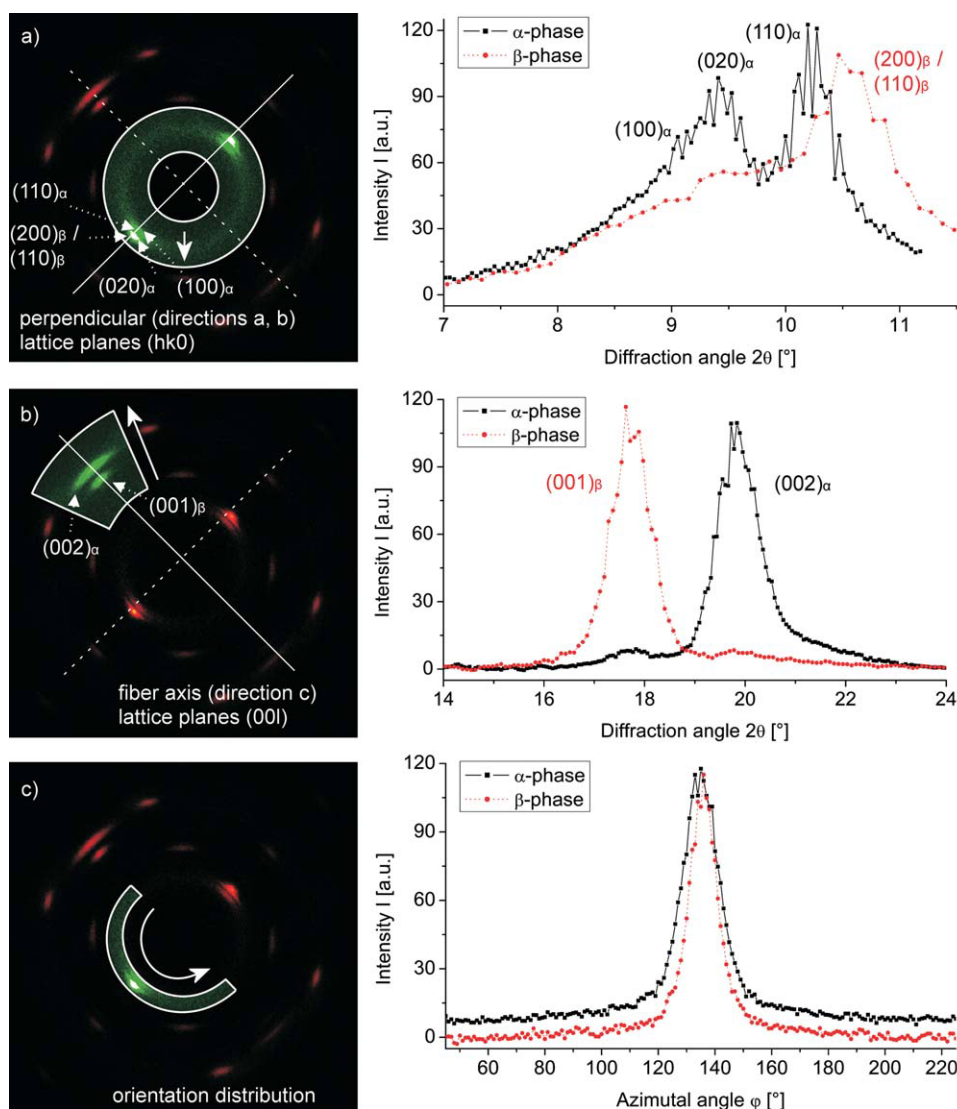 a)
(110)α
(200)β /
(110)β
(020)α
(100)α
perpendicular (directions a, b)
lattice planes (hk0)
α-phase
β-phase
(100)α
(020)α
(110)α
(200)β /
(110)β
Intensity I [a.u.]
120
90
60
30
0
7
8
9
10
11
Diffraction angle 2θ [°]
b)
(002)α
(001)β
fiber axis (direction c)
lattice planes (00l)
α-phase
β-phase
(001)β
(002)α
Intensity I [a.u.]
120
90
60
30
0
14
16
18
20
22
24
Diffraction angle 2θ [°]
c)
orientation distribution
α-phase
β-phase
Intensity I [a.u.]
120
90
60
30
0
60
80
100
120
140
160
180
200
220
Azimutal angle φ [°]